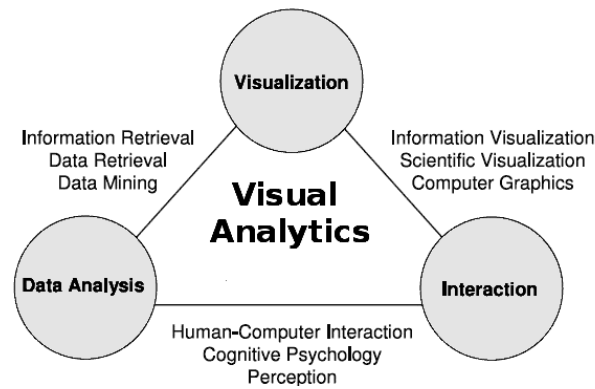 Visualization
Information Retrieval
Data Retrieval
Data Mining
Information Visualization
Scientific Visualization
Computer Graphics
Visual
Analytics
Data Analysis
Interaction
Human-Computer Interaction
Cognitive Psychology
Perception